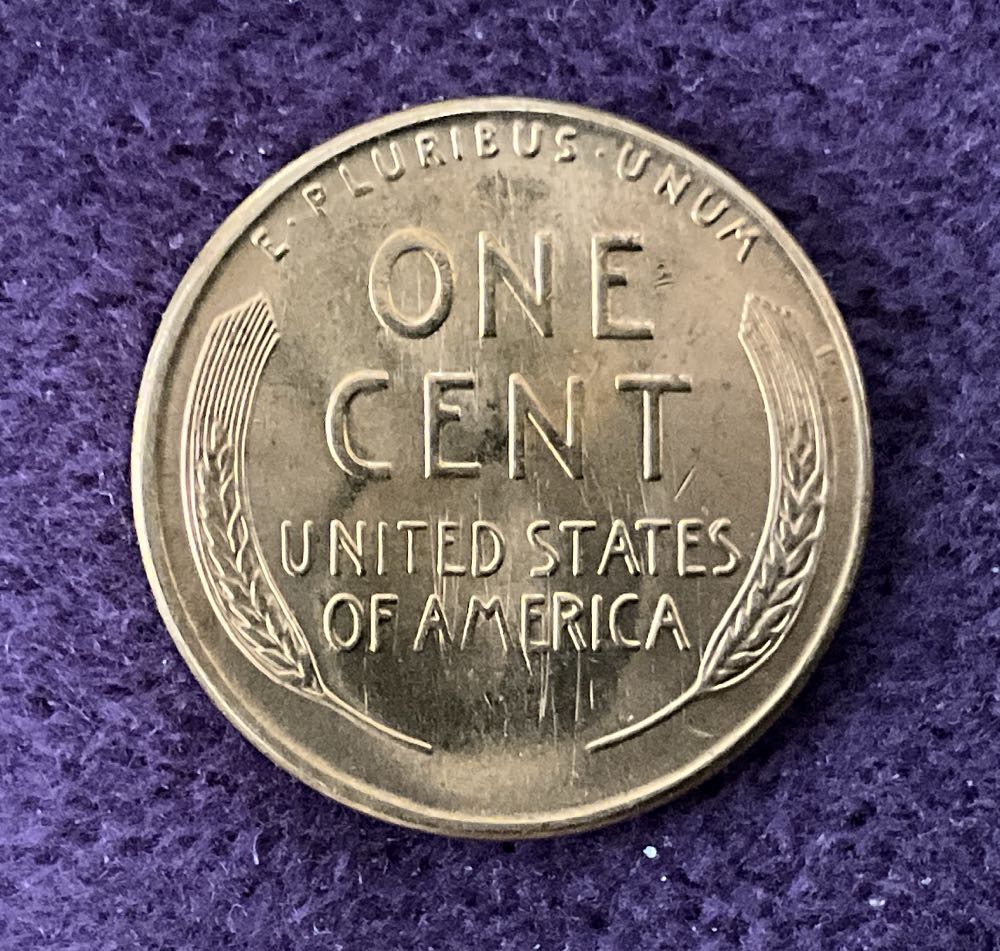 E·PLURIBUS·UNUM
ONE
CENT
UNITED STATES
OF AMERICA